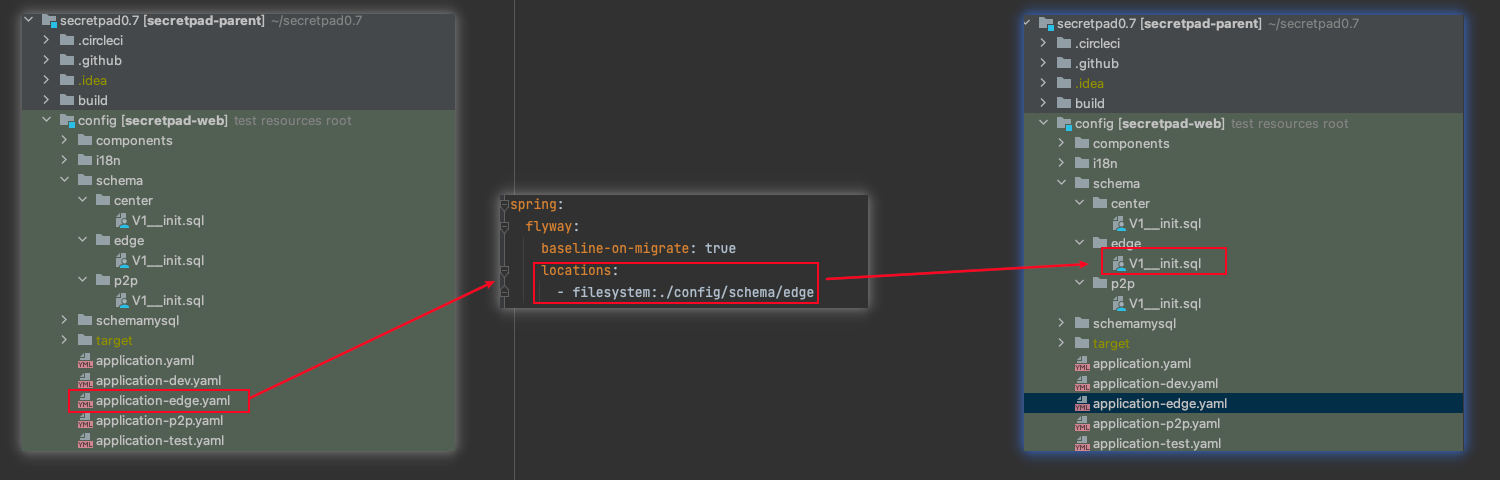 secretpad0.7 [secretpad-parent] ~/secretpad0.7
.circleci
.github
.idea
build
config [secretpad-web] test resources root
components
i18n
schema
center
V1__init.sql
edge
V1__init.sql
p2p
V1__init.sql
schemamysql
target
application.yaml
application-dev.yaml
application-edge.yaml
application-p2p.yaml
application-test.yaml
spring:
flyway:
baseline-on-migrate: true
locations:
- filesystem:./config/schema/edge
secretpad0.7 [secretpad-parent] ~/secretpad0.7
.circleci
.github
.idea
build
config [secretpad-web] test resources root
components
i18n
schema
center
V1__init.sql
edge
V1__init.sql
p2p
V1__init.sql
schemamysql
target
application.yaml
application-dev.yaml
application-edge.yaml
application-p2p.yaml
application-test.yaml